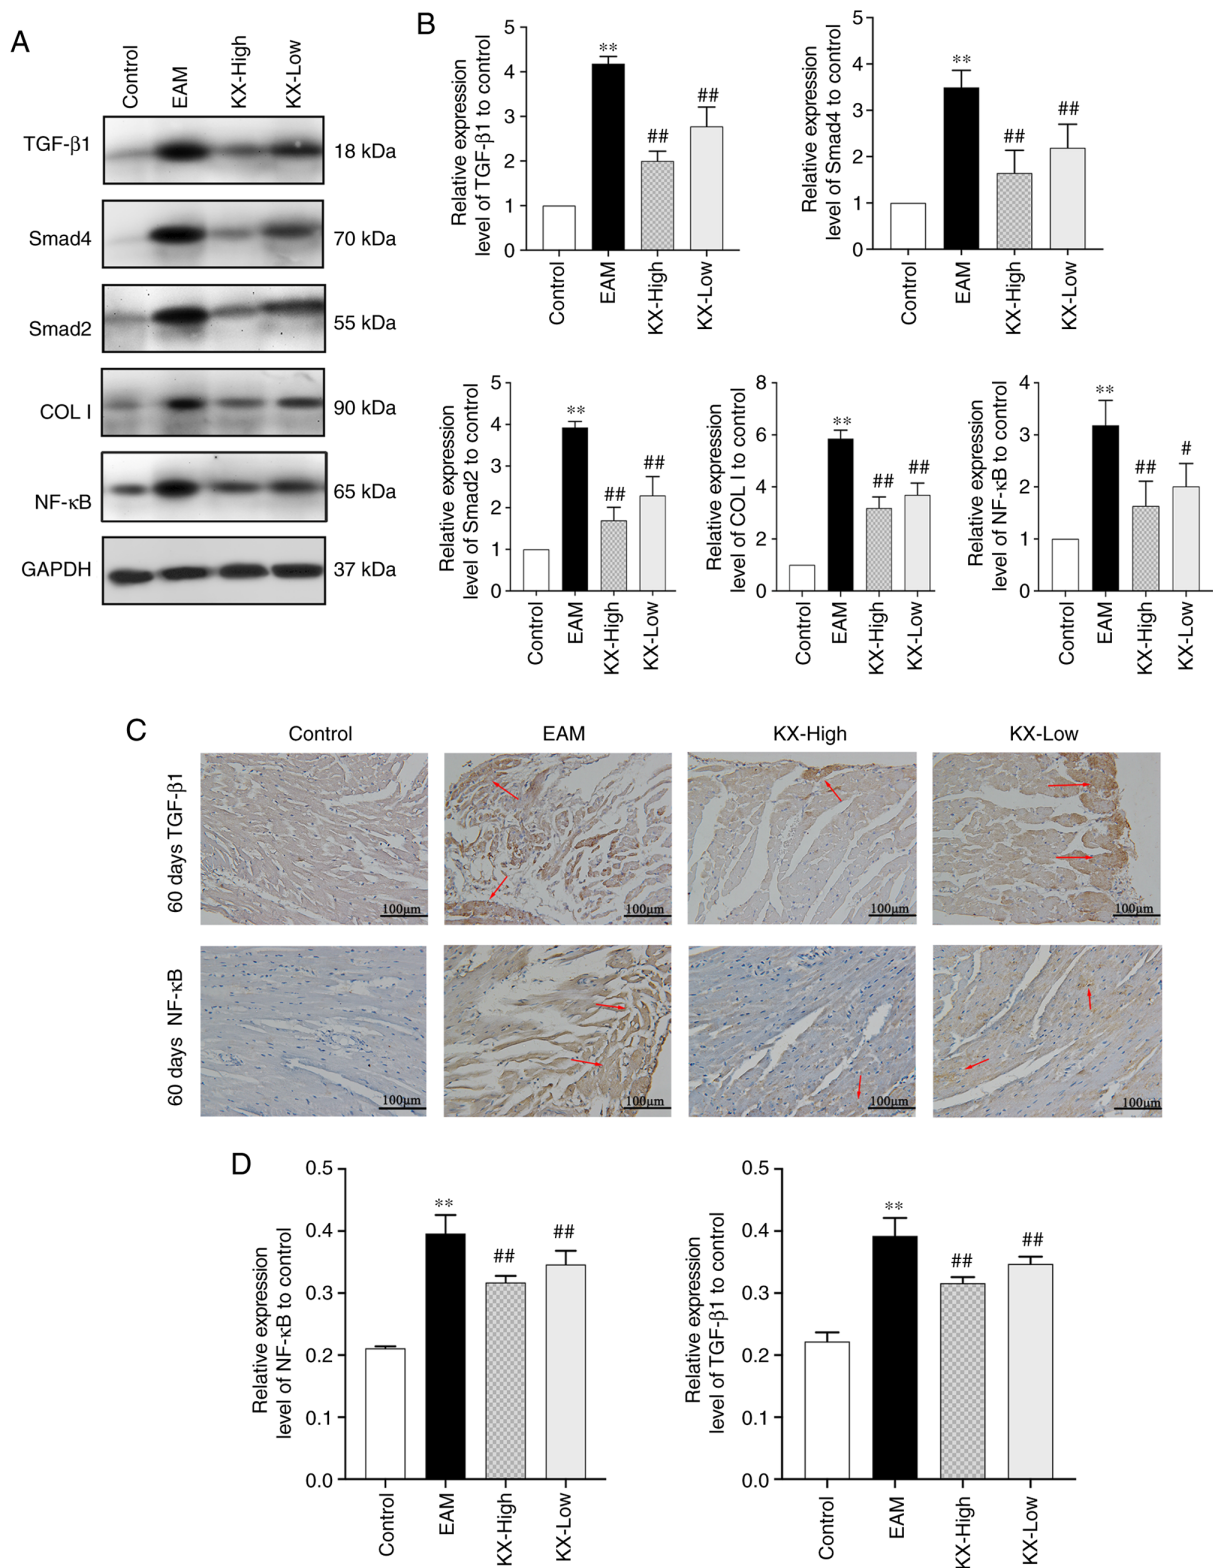 A
Control
EAM
KX-High
KX-Low
TGF-β1
18 kDa
Smad4
70 kDa
Smad2
55 kDa
COL I
90 kDa
NF-κB
65 kDa
GAPDH
37 kDa
B
Relative expression
level of TGF-β1 to control
5
4
3
2
1
0
**
##
##
Control
EAM
KX-High
KX-Low
Relative expression
level of Smad4 to control
5
4
3
2
1
0
**
##
##
Control
EAM
KX-High
KX-Low
Relative expression
level of Smad2 to control
5
4
3
2
1
0
**
##
##
Control
EAM
KX-High
KX-Low
Relative expression
level of COL I to control
8
6
4
2
0
**
##
##
Control
EAM
KX-High
KX-Low
Relative expression
level of NF-κB to control
4
3
2
1
0
**
##
#
Control
EAM
KX-High
KX-Low
C
Control
EAM
KX-High
KX-Low
60 days TGF-β1
100μm
100μm
100μm
100μm
60 days NF-κB
100μm
100μm
100μm
100μm
D
Relative expression
level of NF-κB to control
0.5
0.4
0.3
0.2
0.1
0.0
**
##
##
Control
EAM
KX-High
KX-Low
Relative expression
level of TGF-β1 to control
0.5
0.4
0.3
0.2
0.1
0.0
**
##
##
Control
EAM
KX-High
KX-Low